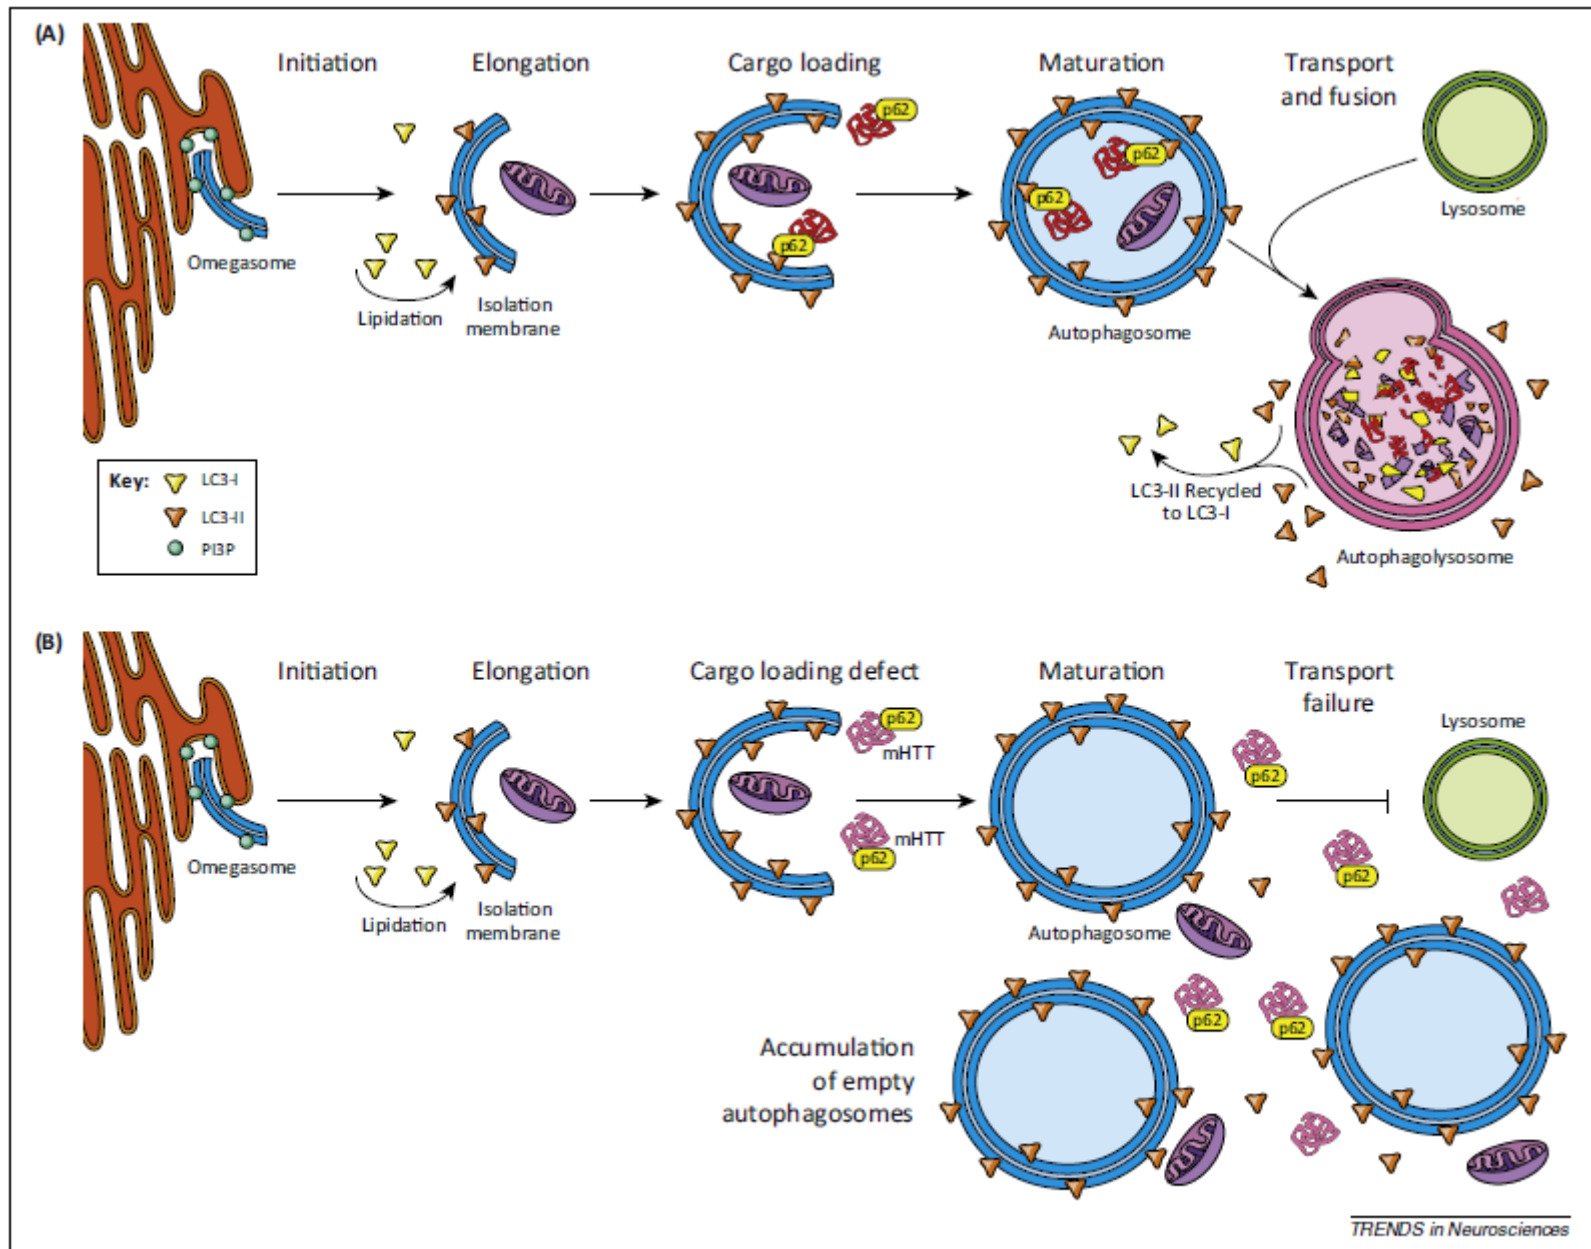 (A)
Initiation
Elongation
Cargo loading
Maturation
Transport
and fusion
p62
p62
p62
p62
Lysosome
Omegasome
Lipidation
Isolation
membrane
Autophagosome
Key:
LC3-I
LC3-II
PI3P
LC3-II Recycled
to LC3-I
Autophagolysosome
(B)
Initiation
Elongation
Cargo loading defect
Maturation
Transport
failure
Lysosome
p62
mHTT
mHTT
p62
p62
p62
Omegasome
Lipidation
Isolation
membrane
Autophagosome
p62
p62
Accumulation
of empty
autophagosomes
TRENDS in Neurosciences